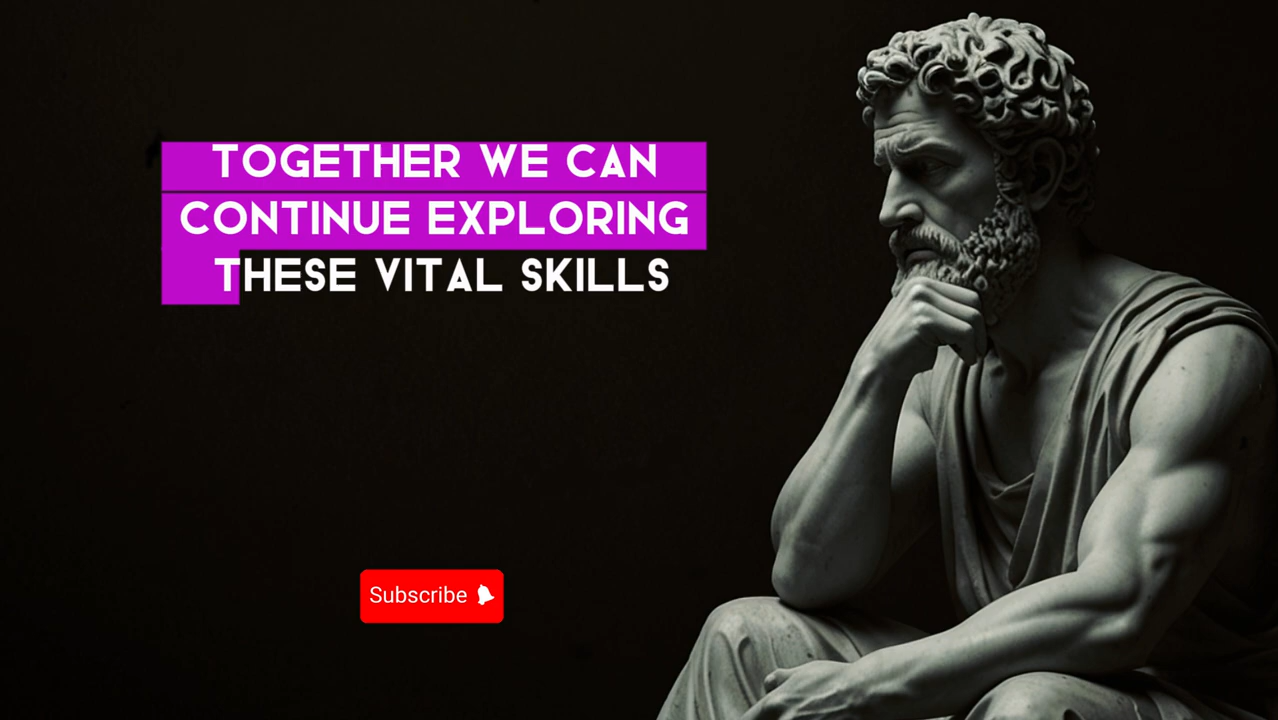 TOGETHER WE CAN
CONTINUE EXPLORING
THESE VITAL SKILLS
Subscribe